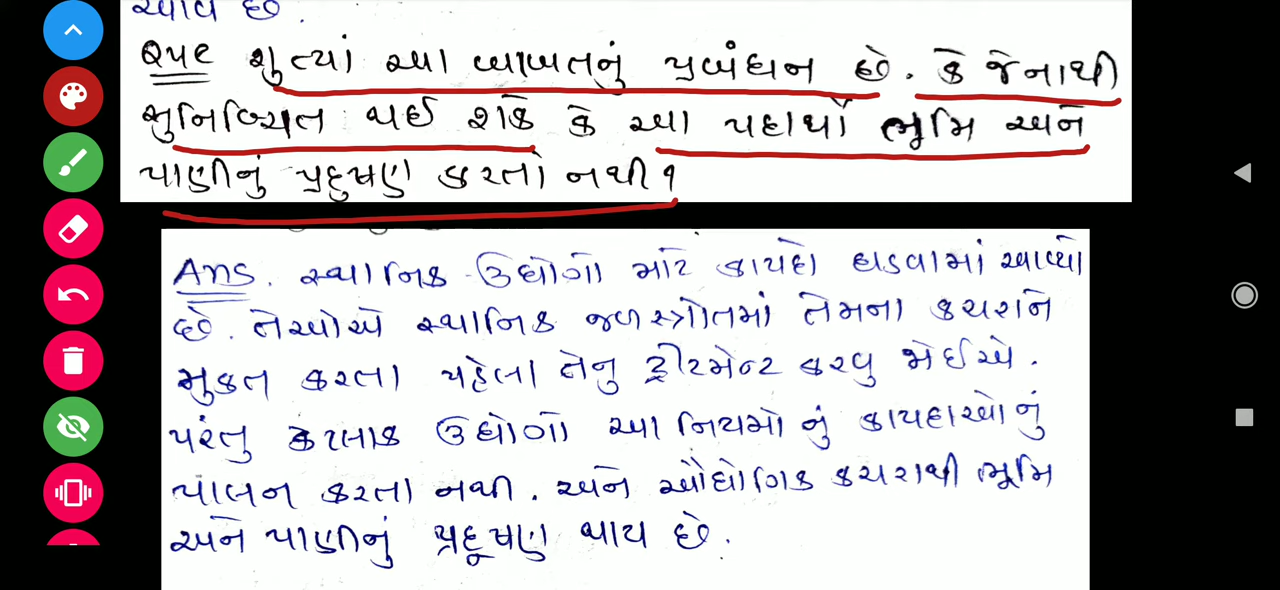 આવે છે.
Q૫૯ શુ ત્યાં આ બાબતનું પ્રબંધન છે. કે જેનાથી
સુનિશ્ચિત થઈ શકે કે આ પદાર્થો ભૂમિ અને
પાણીનું પ્રદુષણ કરતો નથી ?
Ans. સ્થાનિક ઉદ્યોગો માટે કાયદો ઘડવામાં આવ્યો
છે. તેઓએ સ્થાનિક જળસ્ત્રોતમાં તેમના કચરાને
મુક્ત કરતા પહેલા તેનુ ટ્રીટમેન્ટ કરવુ જોઈએ.
પરંતુ કેટલાક ઉદ્યોગો આ નિયમો નું કાયદાઓનું
પાલન કરતા નથી. અને ઔદ્યોગિક કચરાથી ભૂમિ
અને પાણીનું પ્રદૂષણ થાય છે.